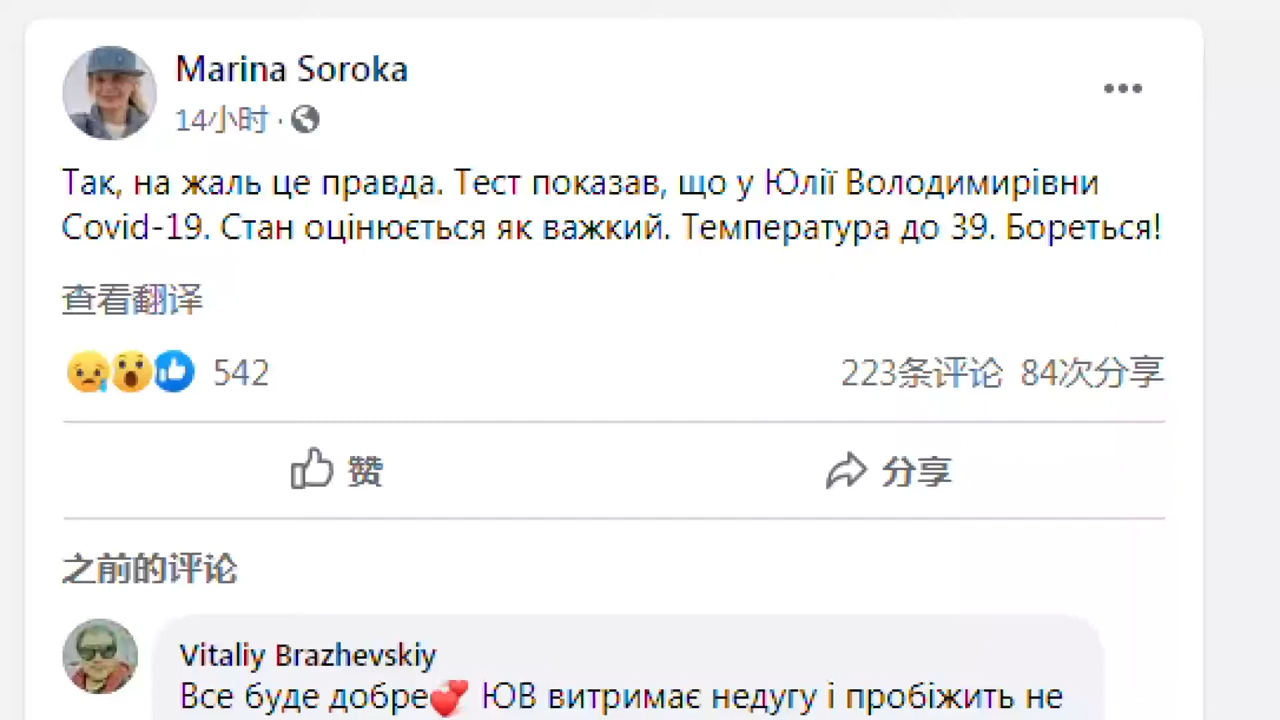 Marina Soroka
14小时 ·
Так, на жаль це правда. Тест показав, що у Юлії Володимирівни
Covid-19. Стан оцінюється як важкий. Температура до 39. Бореться!
查看翻译
542 223条评论 84次分享
赞 分享
之前的评论
Vitaliy Brazhevskiy
Все буде добре💕 ЮВ витримає недугу і пробіжить не